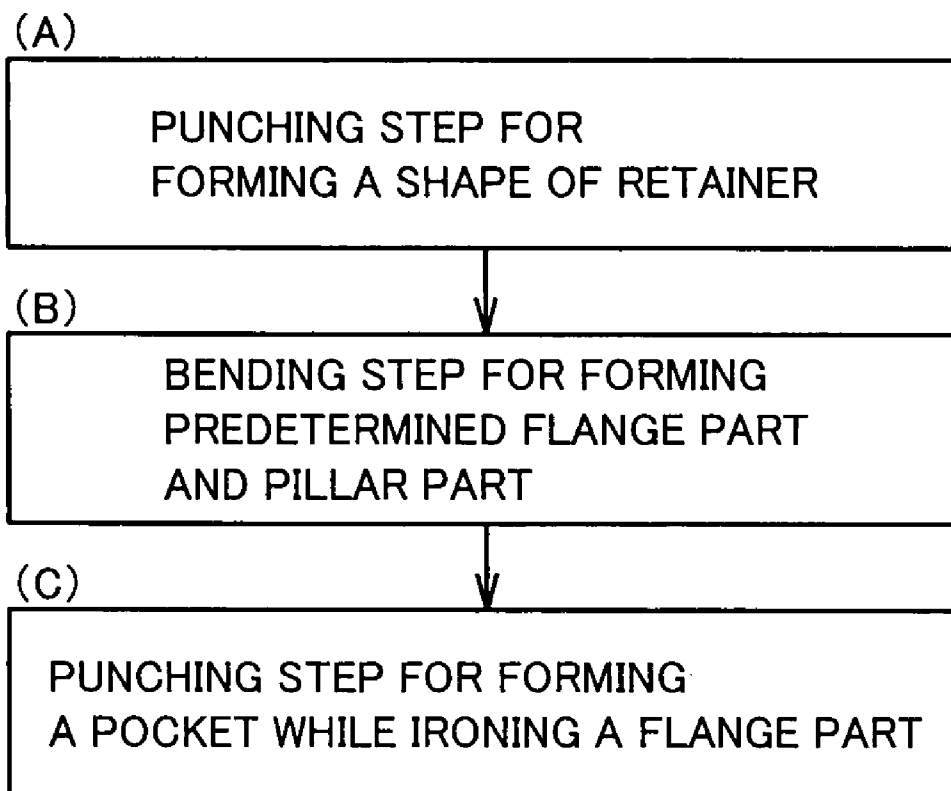 (A)
PUNCHING STEP FOR
FORMING A SHAPE OF RETAINER
(B)
BENDING STEP FOR FORMING
PREDETERMINED FLANGE PART
AND PILLAR PART
(C)
PUNCHING STEP FOR FORMING
A POCKET WHILE IRONING A FLANGE PART